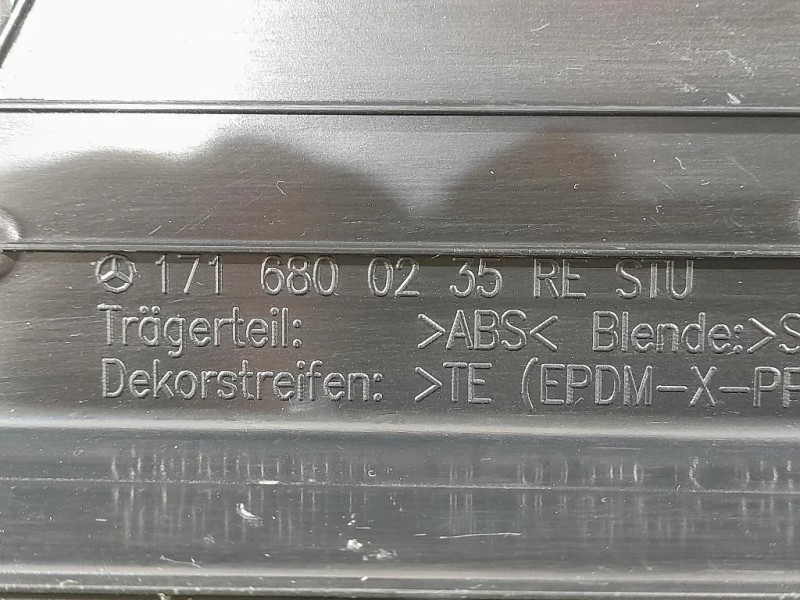 171 680 02 35 RE STU
Trägerteil: >ABS< Blende:>S
Dekorstreifen: >TE (EPDM-X-PP